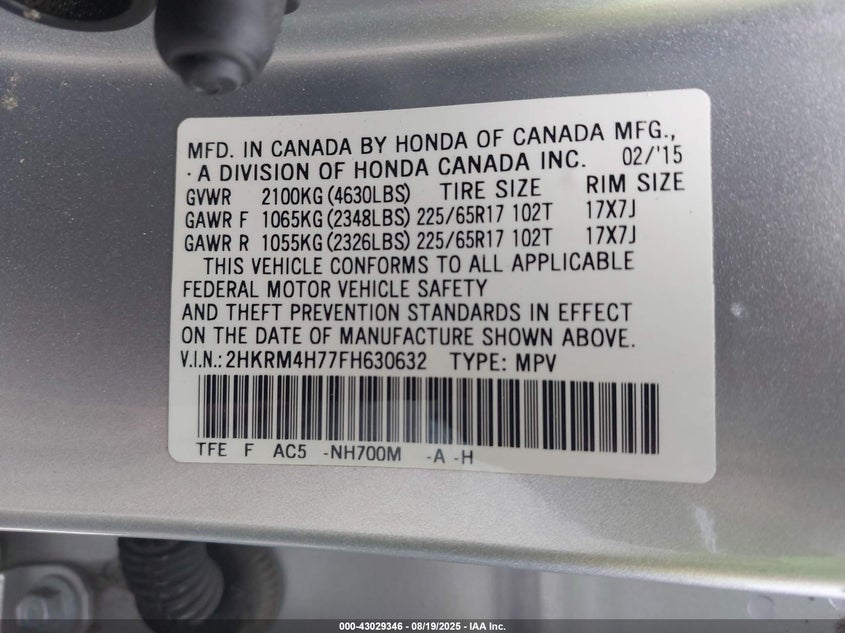 MFD. IN CANADA BY HONDA OF CANADA MFG.,
· A DIVISION OF HONDA CANADA INC. 02/'15
GVWR 2100KG (4630LBS) TIRE SIZE RIM SIZE
GAWR F 1065KG (2348LBS) 225/65R17 102T 17X7J
GAWR R 1055KG (2326LBS) 225/65R17 102T 17X7J
THIS VEHICLE CONFORMS TO ALL APPLICABLE
FEDERAL MOTOR VEHICLE SAFETY
AND THEFT PREVENTION STANDARDS IN EFFECT
ON THE DATE OF MANUFACTURE SHOWN ABOVE.
V.I.N.: 2HKRM4H77FH630632 TYPE: MPV
TFE F AC5 -NH700M -A -H
000-43029346 - 08/19/2025 - IAA Inc.